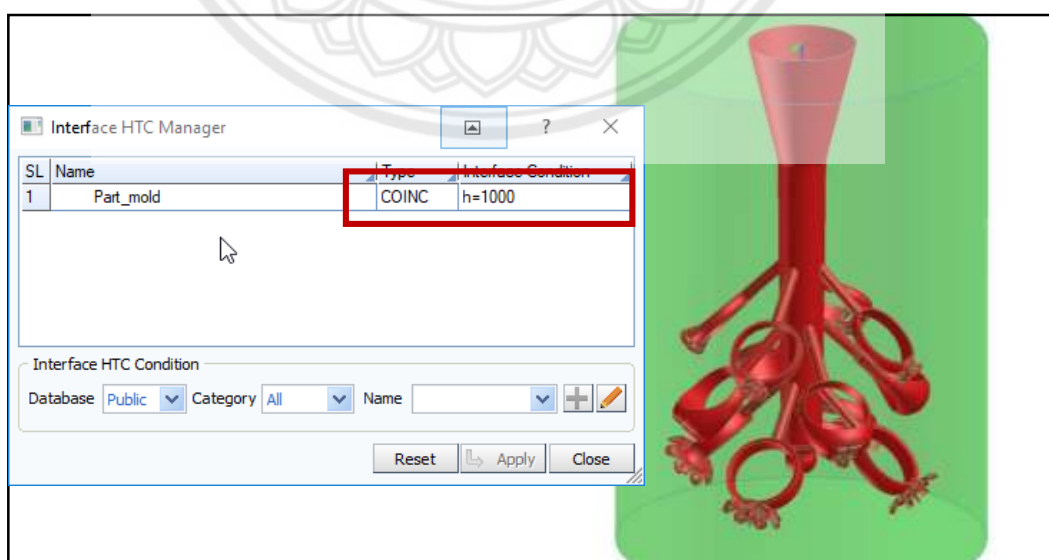 Interface HTC Manager
?
SL Name Type Interface Condition
1 Part_mold COINC h=1000
Interface HTC Condition
Database Public Category All Name
Reset Apply Close